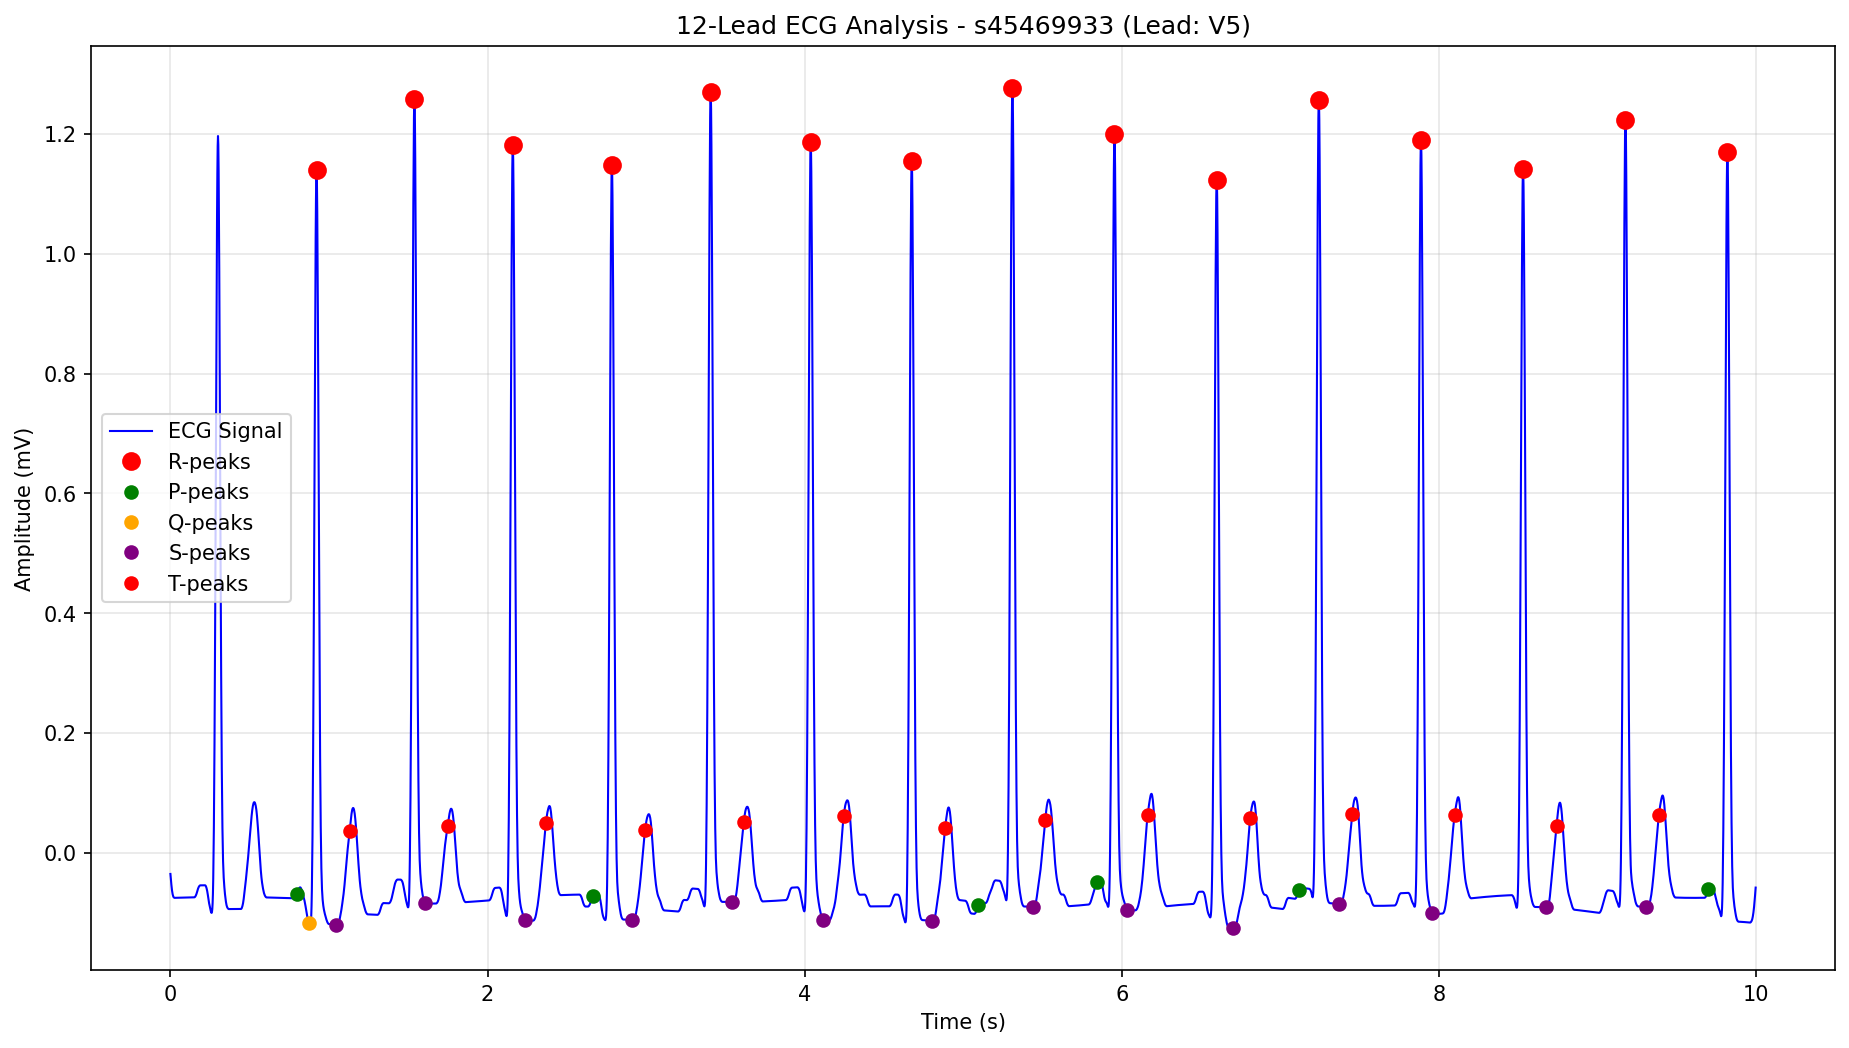 12-Lead ECG Analysis - s45469933 (Lead: V5)
Amplitude (mV)
1.2
1.0
0.8
0.6
0.4
0.2
0.0
ECG Signal
R-peaks
P-peaks
Q-peaks
S-peaks
T-peaks
0 2 4 6 8 10
Time (s)